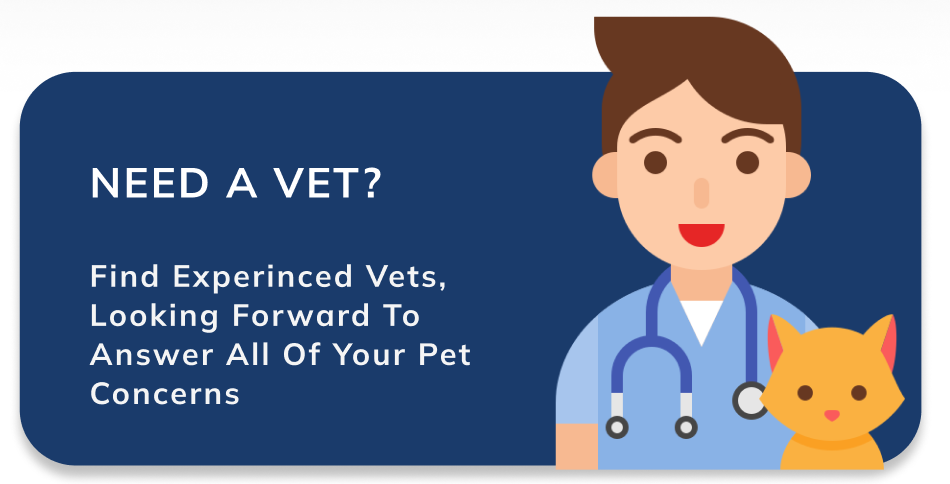 NEED A VET?
Find Experinced Vets,
Looking Forward To
Answer All Of Your Pet
Concerns